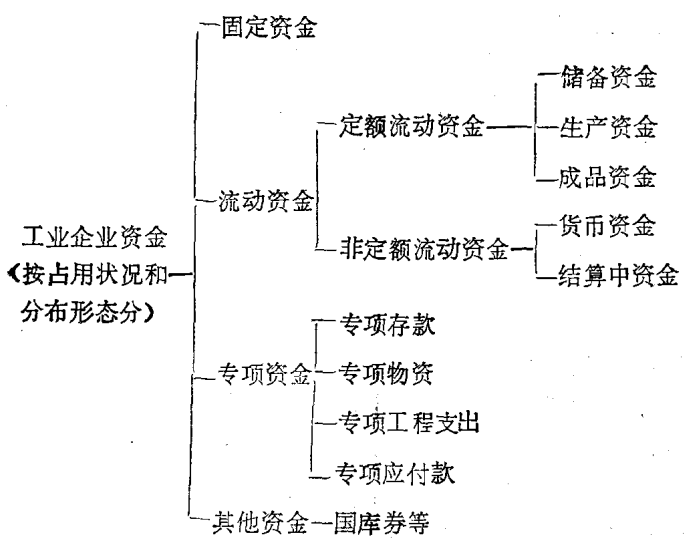 固定资金
储备资金
定额流动资金
生产资金
成品资金
流动资金
货币资金
非定额流动资金
结算中资金
工业企业资金
(按占用状况和
分布形态分)
专项存款
专项资金
专项物资
专项工程支出
专项应付款
其他资金
国库券等